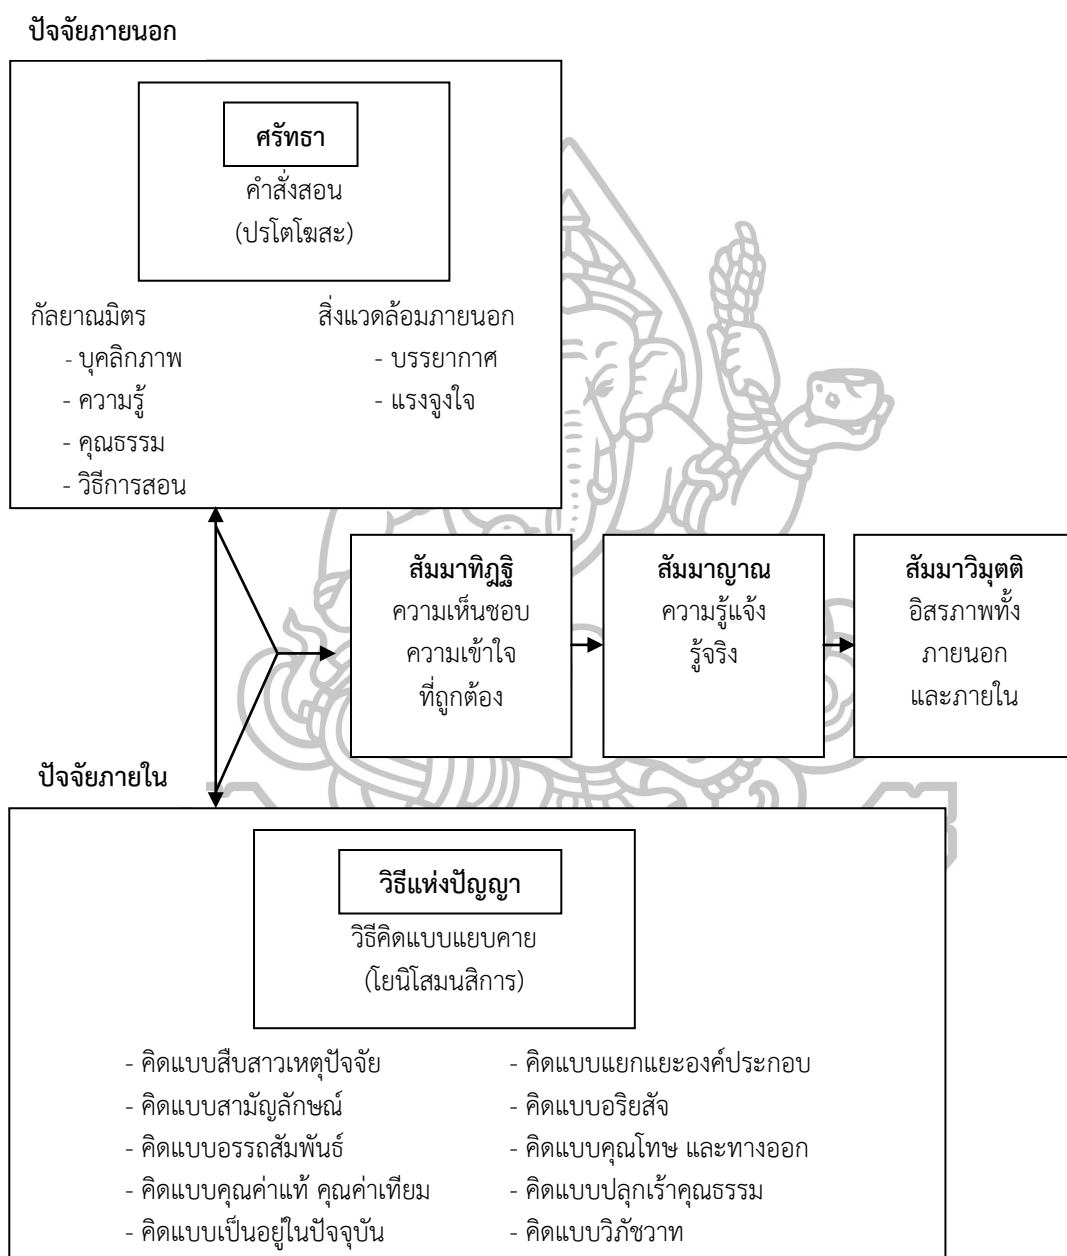 ปัจจัยภายนอก
ศรัทธา
คำสั่งสอน
(ปรโตโฆสะ)
กัลยาณมิตร
- บุคลิกภาพ
- ความรู้
- คุณธรรม
- วิธีการสอน
สิ่งแวดล้อมภายนอก
- บรรยากาศ
- แรงจูงใจ
สัมมาทิฎฐิ
ความเห็นชอบ
ความเข้าใจ
ที่ถูกต้อง
สัมมาญาณ
ความรู้แจ้ง
รู้จริง
สัมมาวิมุตติ
อิสรภาพทั้ง
ภายนอก
และภายใน
ปัจจัยภายใน
วิธีแห่งปัญญา
วิธีคิดแบบแยบคาย
(โยนิโสมนสิการ)
- คิดแบบสืบสาวเหตุปัจจัย
- คิดแบบสามัญลักษณ์
- คิดแบบอรรถสัมพันธ์
- คิดแบบคุณค่าแท้ คุณค่าเทียม
- คิดแบบเป็นอยู่ในปัจจุบัน
- คิดแบบแยกแยะองค์ประกอบ
- คิดแบบอริยสัจ
- คิดแบบคุณโทษ และทางออก
- คิดแบบปลุกเร้าคุณธรรม
- คิดแบบวิภัชวาท